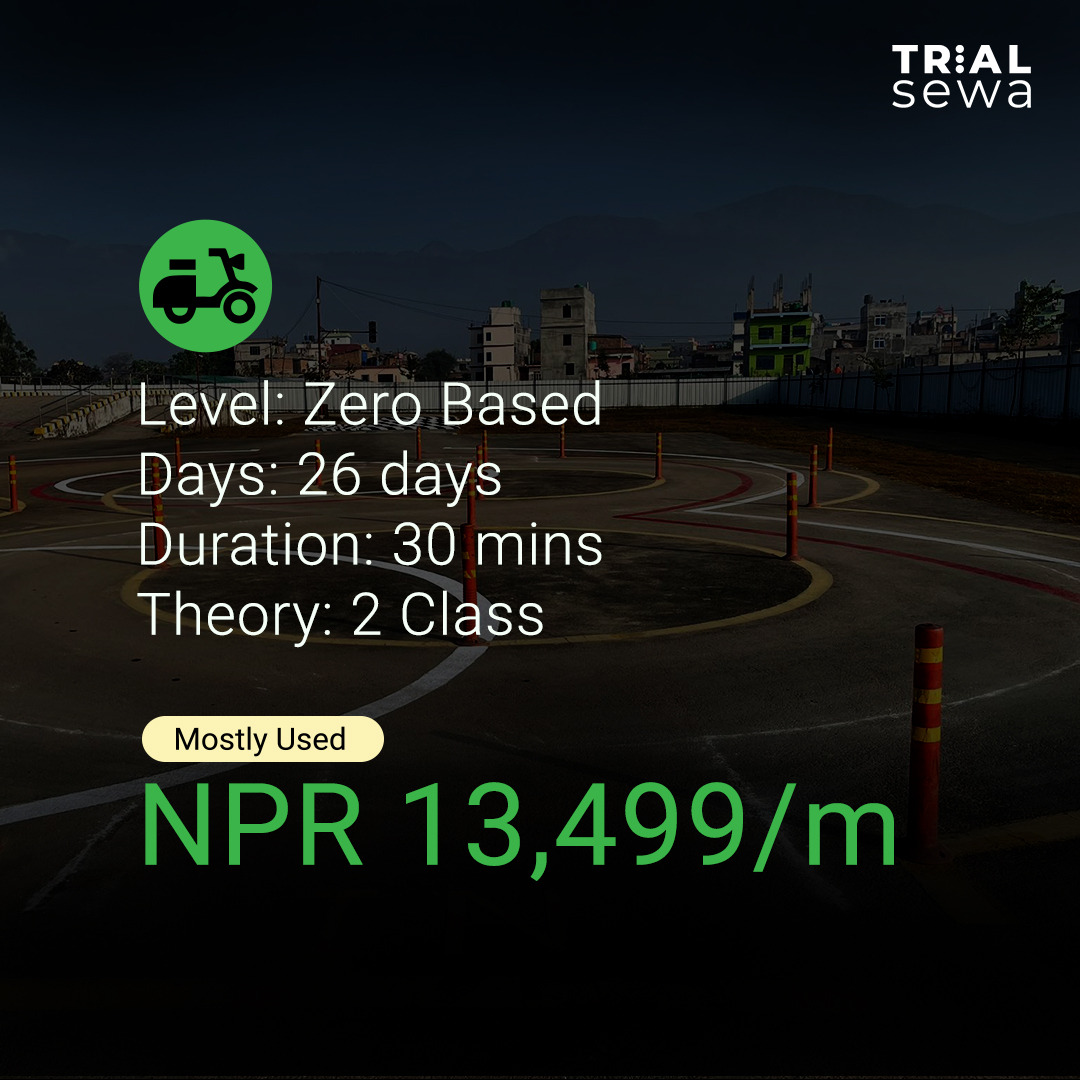 TRIAL
sewa
Level: Zero Based
Days: 26 days
Duration: 30 mins
Theory: 2 Class
Mostly Used
NPR 13,499/m